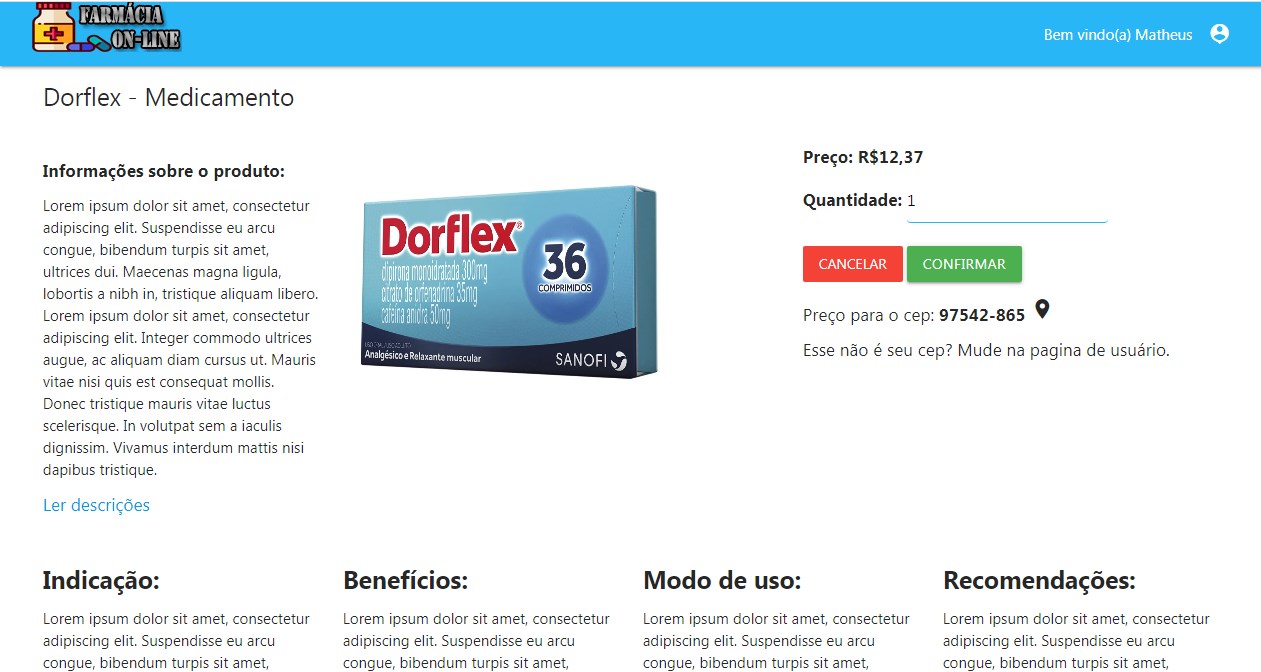 FARMÁCIA
ON-LINE
Bem vindo(a) Matheus
Dorflex - Medicamento
Informações sobre o produto:
Lorem ipsum dolor sit amet, consectetur
adipiscing elit. Suspendisse eu arcu
congue, bibendum turpis sit amet,
ultrices dui. Maecenas magna ligula,
lobortis a nibh in, tristique aliquam libero.
Lorem ipsum dolor sit amet, consectetur
adipiscing elit. Integer commodo ultrices
augue, ac aliquam diam cursus ut. Mauris
vitae nisi quis est consequat mollis.
Donec tristique mauris vitae luctus
scelerisque. In volutpat sem a iaculis
dignissim. Vivamus interdum mattis nisi
dapibus tristique.
Ler descrições
Dorflex®
dipirona monoidratada 300mg
citrato de orfenadrina 35mg
cafeína anidra 50mg
36
COMPRIMIDOS
Analgésico e Relaxante muscular
SANOFI
Preço: R$12,37
Quantidade: 1
CANCELAR
CONFIRMAR
Preço para o cep: 97542-865
Esse não é seu cep? Mude na pagina de usuário.
Indicação:
Lorem ipsum dolor sit amet, consectetur
adipiscing elit. Suspendisse eu arcu
congue, bibendum turpis sit amet,
Benefícios:
Lorem ipsum dolor sit amet, consectetur
adipiscing elit. Suspendisse eu arcu
congue, bibendum turpis sit amet,
Modo de uso:
Lorem ipsum dolor sit amet, consectetur
adipiscing elit. Suspendisse eu arcu
congue, bibendum turpis sit amet,
Recomendações:
Lorem ipsum dolor sit amet, consectetur
adipiscing elit. Suspendisse eu arcu
congue, bibendum turpis sit amet,